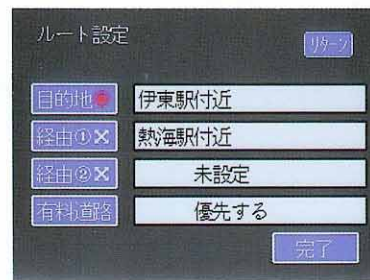 ルート設定
リターン
目的地 伊東駅付近
経由①× 熱海駅付近
経由②× 未設定
有料道路 優先する
完了